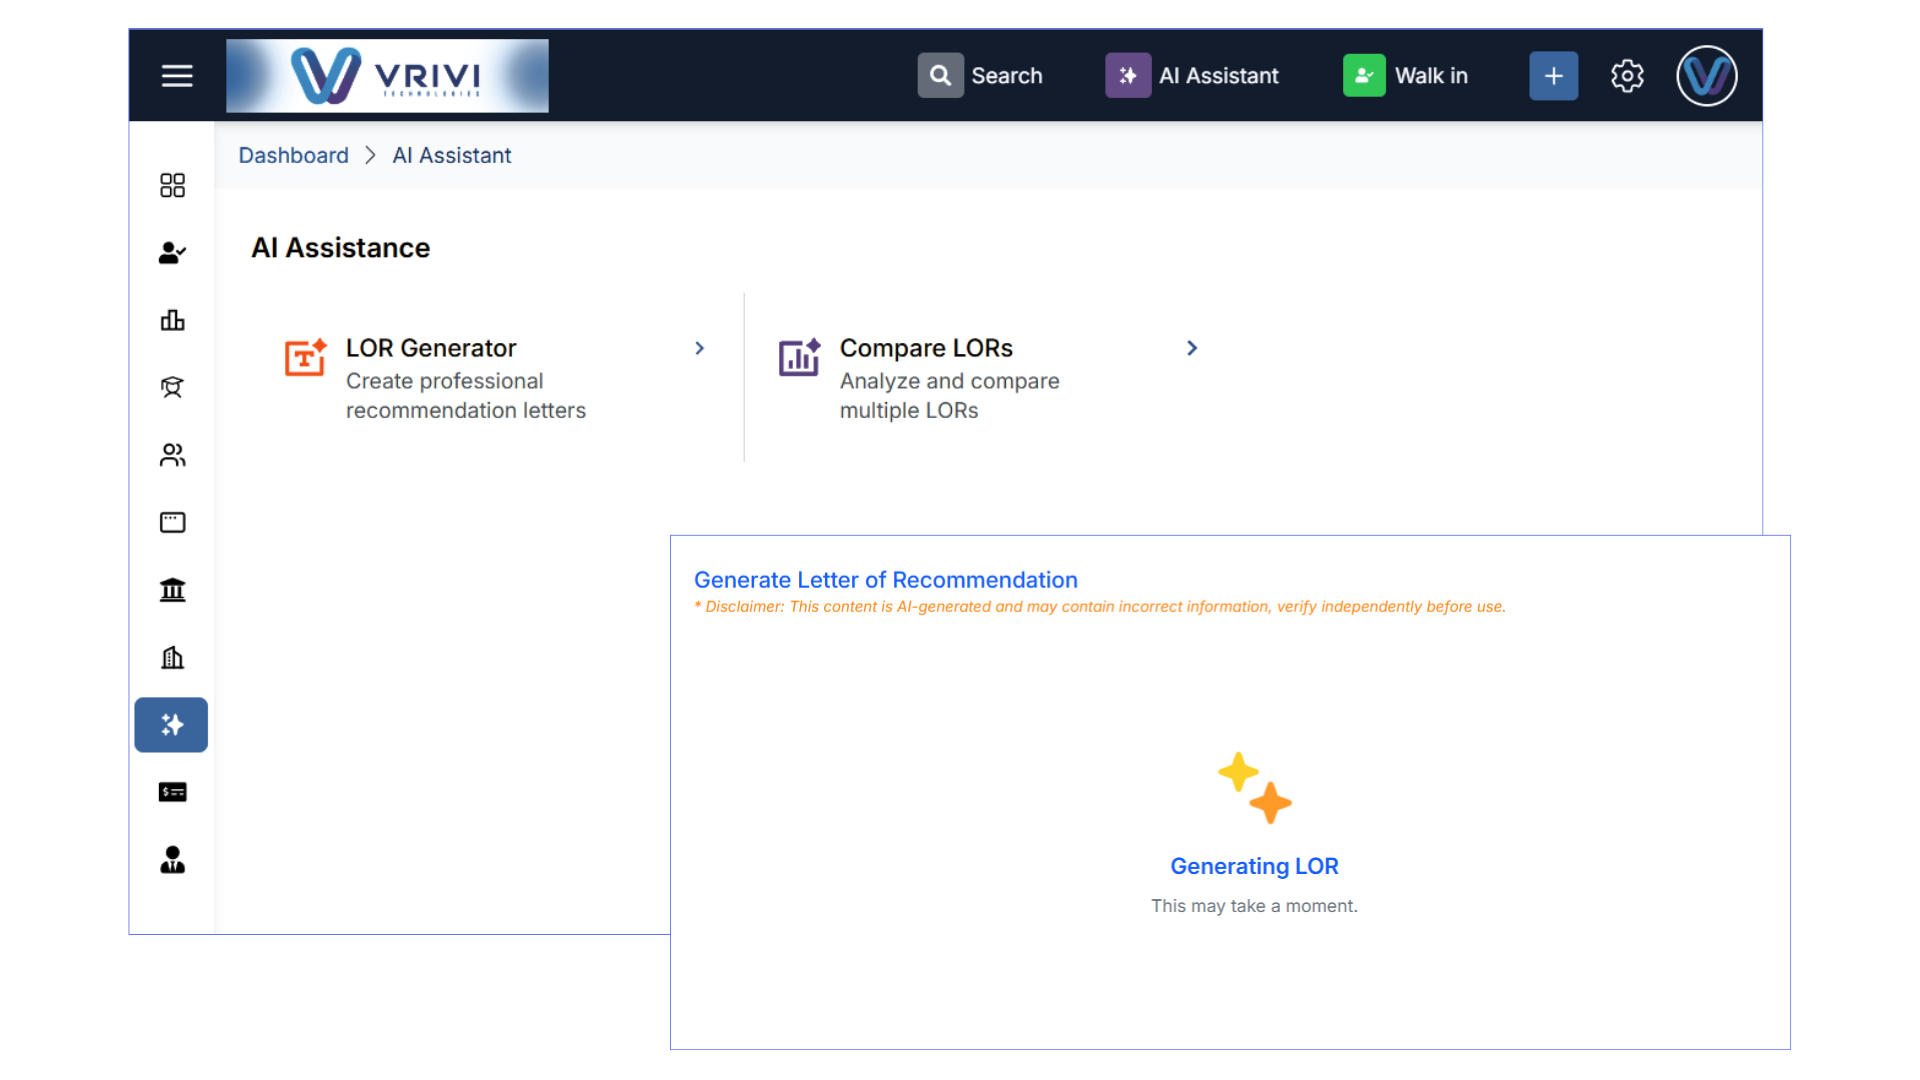 VRIVI
TECHNOLOGIES
Search
AI Assistant
Walk in
Dashboard > AI Assistant
AI Assistance
LOR Generator
Create professional
recommendation letters
Compare LORs
Analyze and compare
multiple LORs
Generate Letter of Recommendation
* Disclaimer: This content is AI-generated and may contain incorrect information, verify independently before use.
Generating LOR
This may take a moment.